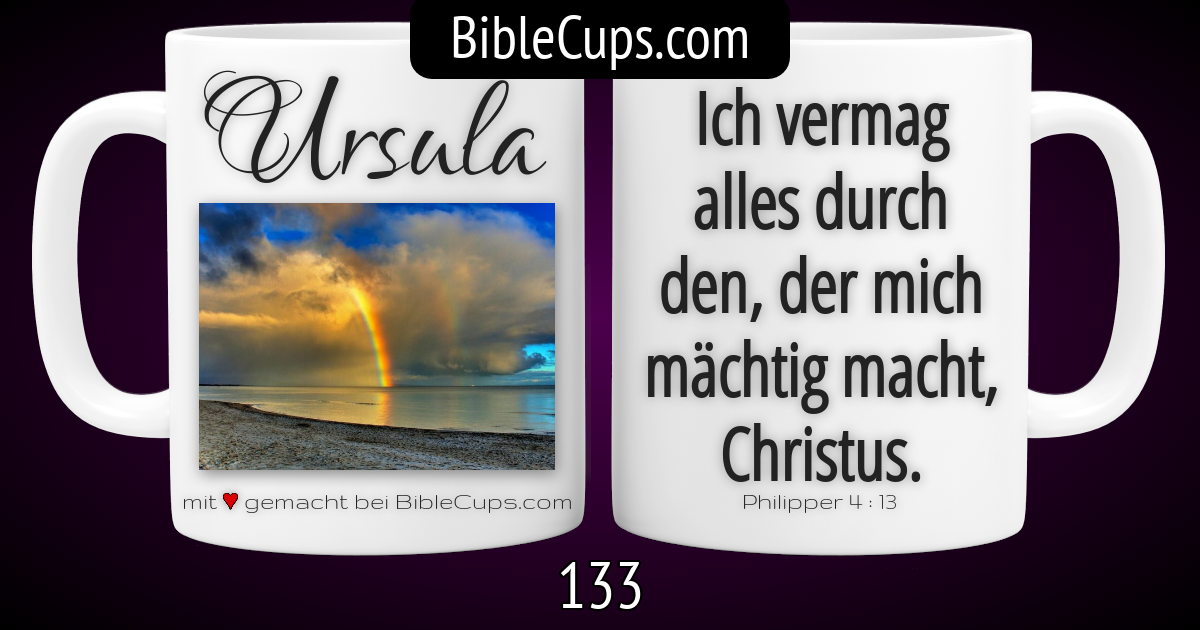 BibleCups.com
Ursula
mit ♥ gemacht bei BibleCups.com
Ich vermag
alles durch
den, der mich
mächtig macht,
Christus.
Philipper 4 : 13
133